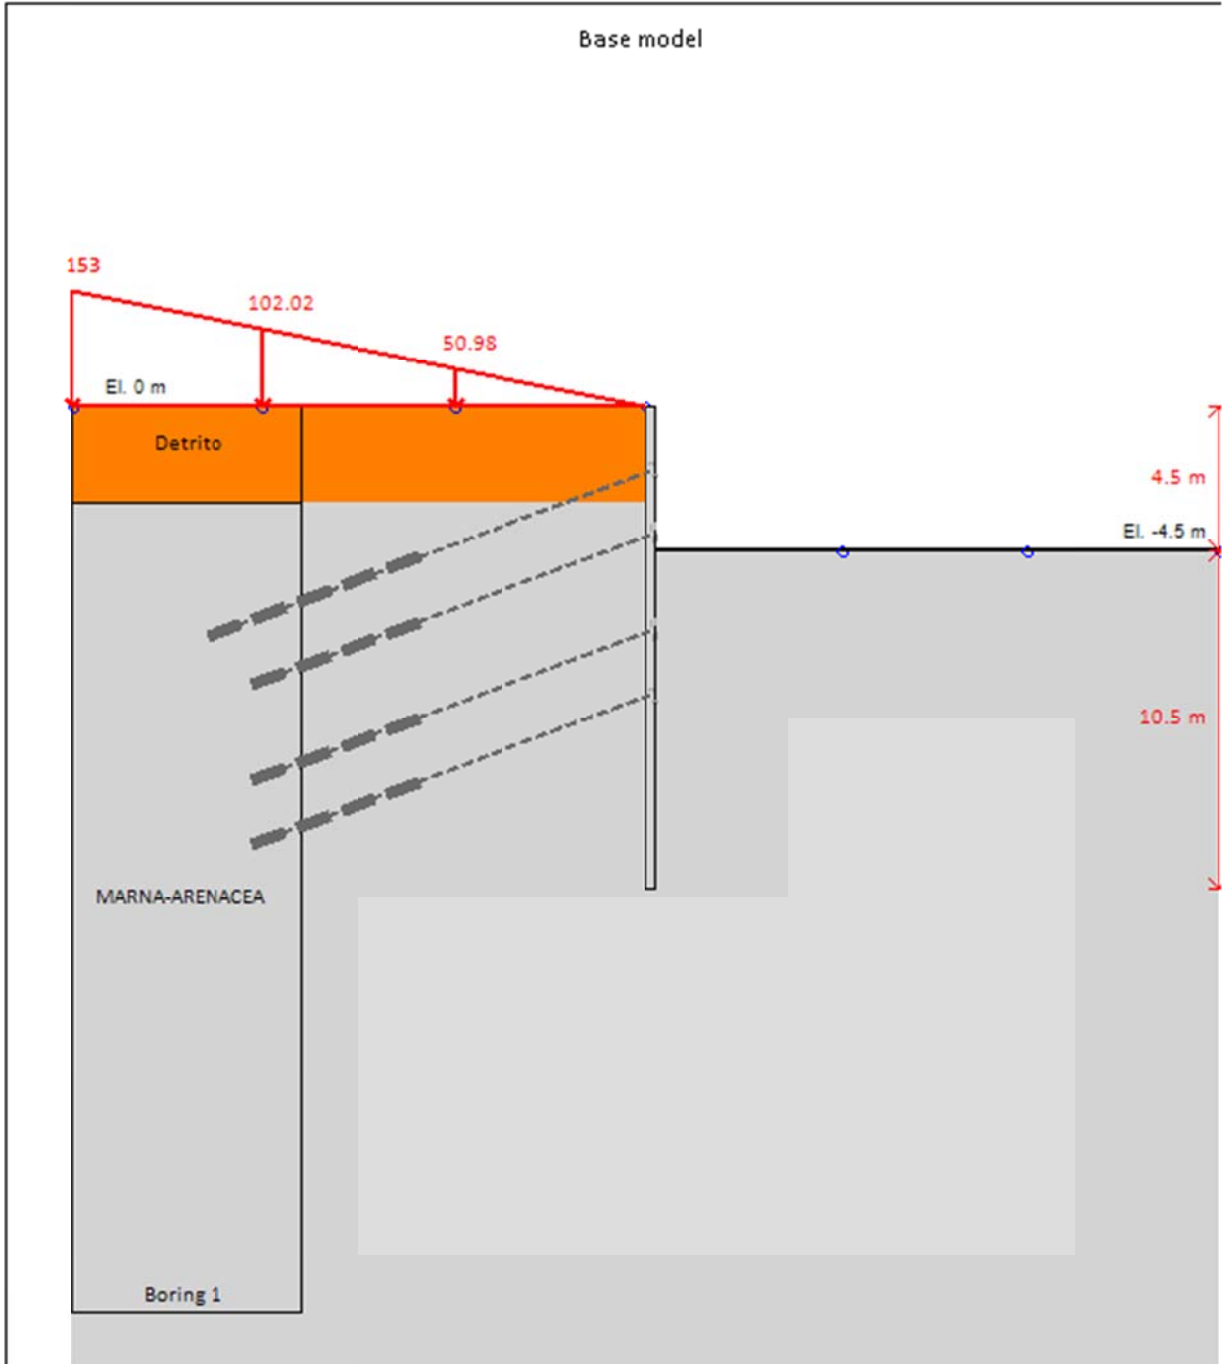 Base model
153
102.02
50.98
El. 0 m
Detrito
4.5 m
El. -4.5 m
10.5 m
MARNA-ARENACEA
Boring 1